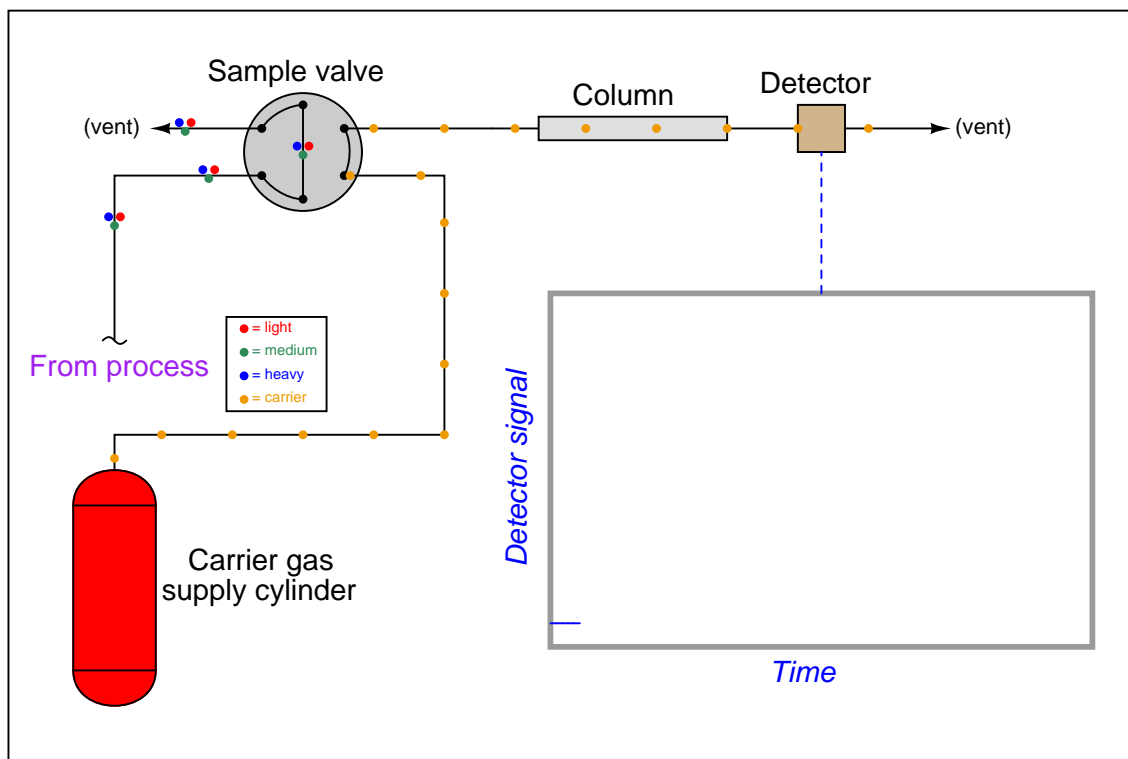 Sample valve
Column
Detector
(vent)
(vent)
= light
= medium
= heavy
= carrier
From process
Detector signal
Carrier gas
supply cylinder
Time